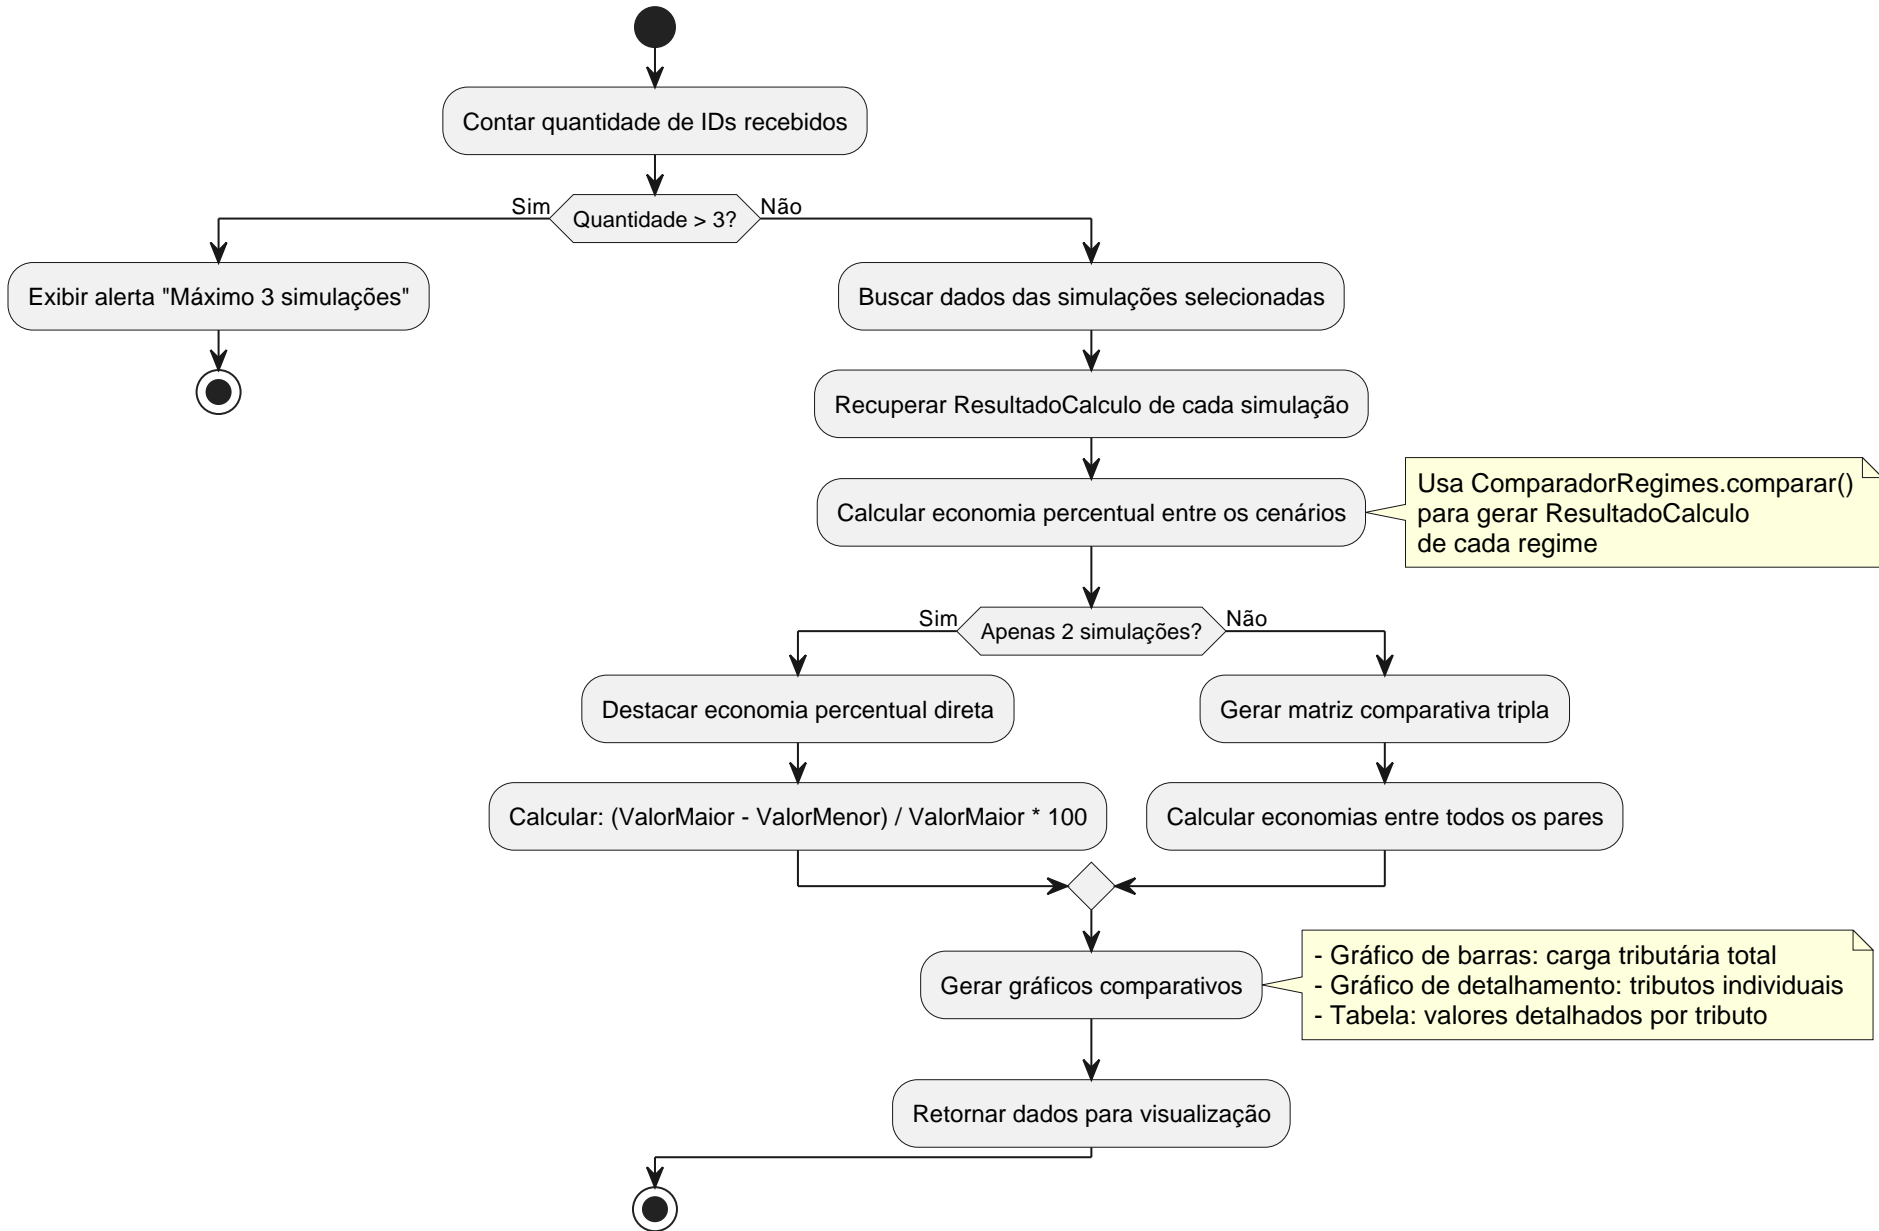 Contar quantidade de IDs recebidos
Sim
Quantidade > 3?
Não
Exibir alerta "Máximo 3 simulações"
Buscar dados das simulações selecionadas
Recuperar ResultadoCalculo de cada simulação
Calcular economia percentual entre os cenários
Usa ComparadorRegimes.comparar()
para gerar ResultadoCalculo
de cada regime
Sim
Apenas 2 simulações?
Não
Destacar economia percentual direta
Gerar matriz comparativa tripla
Calcular: (ValorMaior - ValorMenor) / ValorMaior * 100
Calcular economias entre todos os pares
Gerar gráficos comparativos
- Gráfico de barras: carga tributária total
- Gráfico de detalhamento: tributos individuais
- Tabela: valores detalhados por tributo
Retornar dados para visualização